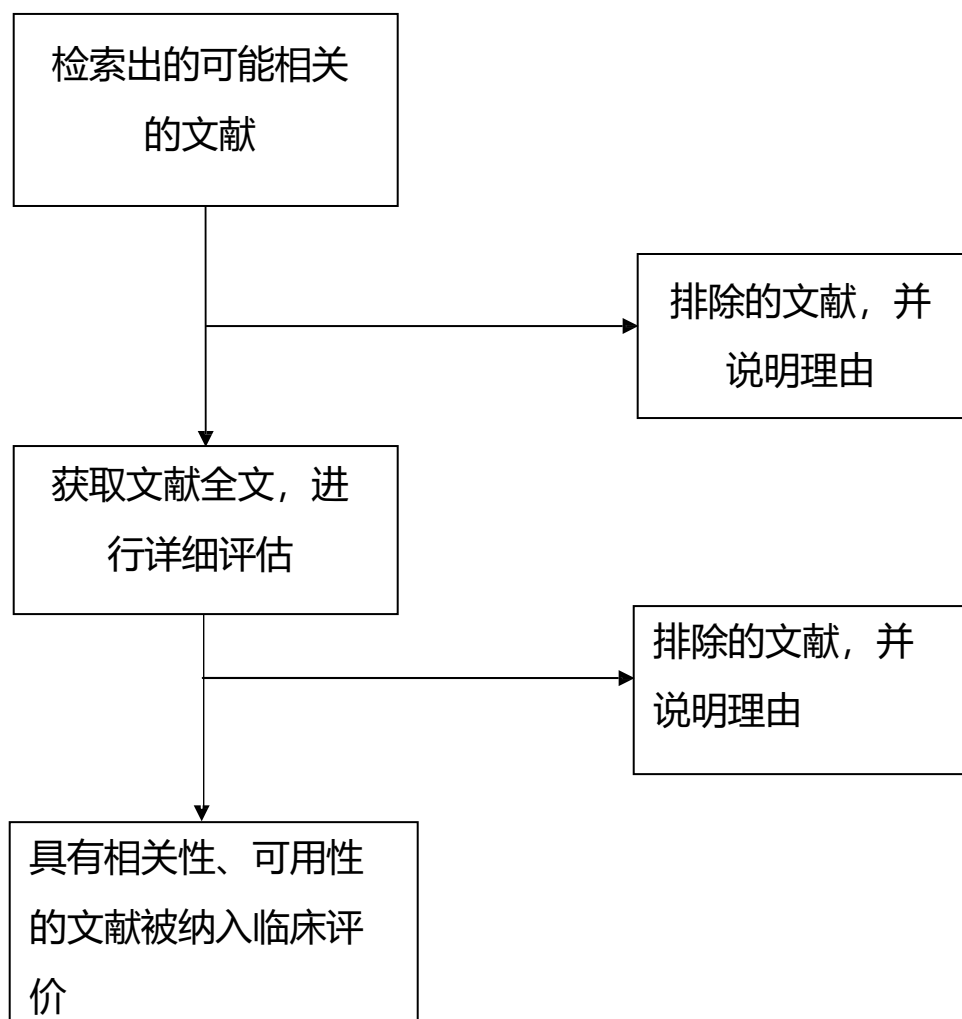 检索出的可能相关
的文献
排除的文献，并
说明理由
获取文献全文，进
行详细评估
排除的文献，并
说明理由
具有相关性、可用性
的文献被纳入临床评
价